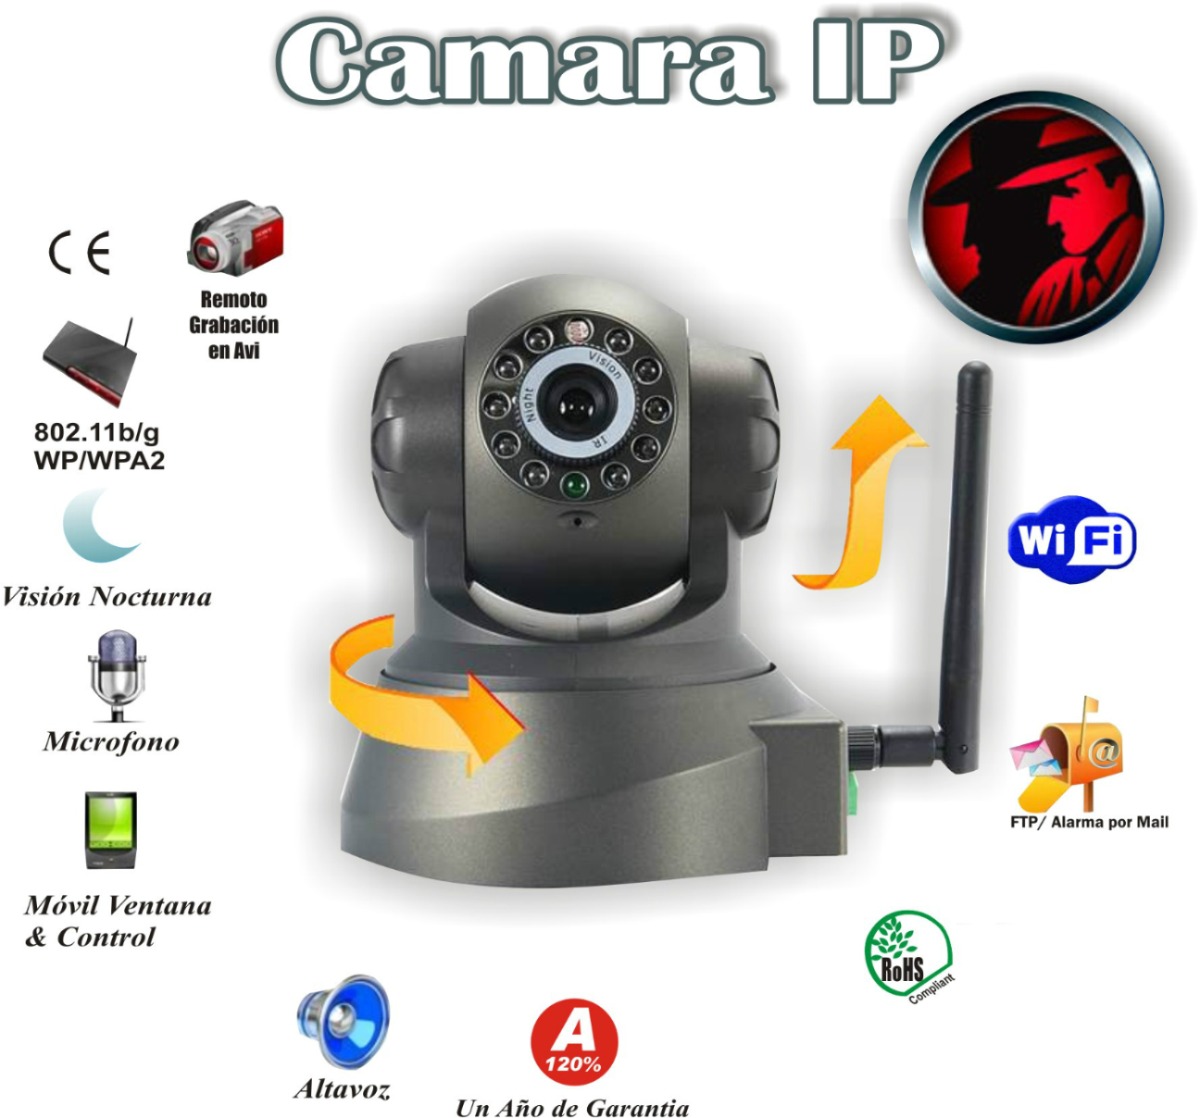 Camara IP
CE
Remoto
Grabación
en Avi
802.11b/g
WP/WPA2
Visión Nocturna
Microfono
Móvil Ventana
& Control
Altavoz
A
120%
Un Año de Garantia
Night
Vision
IR
Wi Fi
@
FTP/ Alarma por Mail
RoHS
Compliant